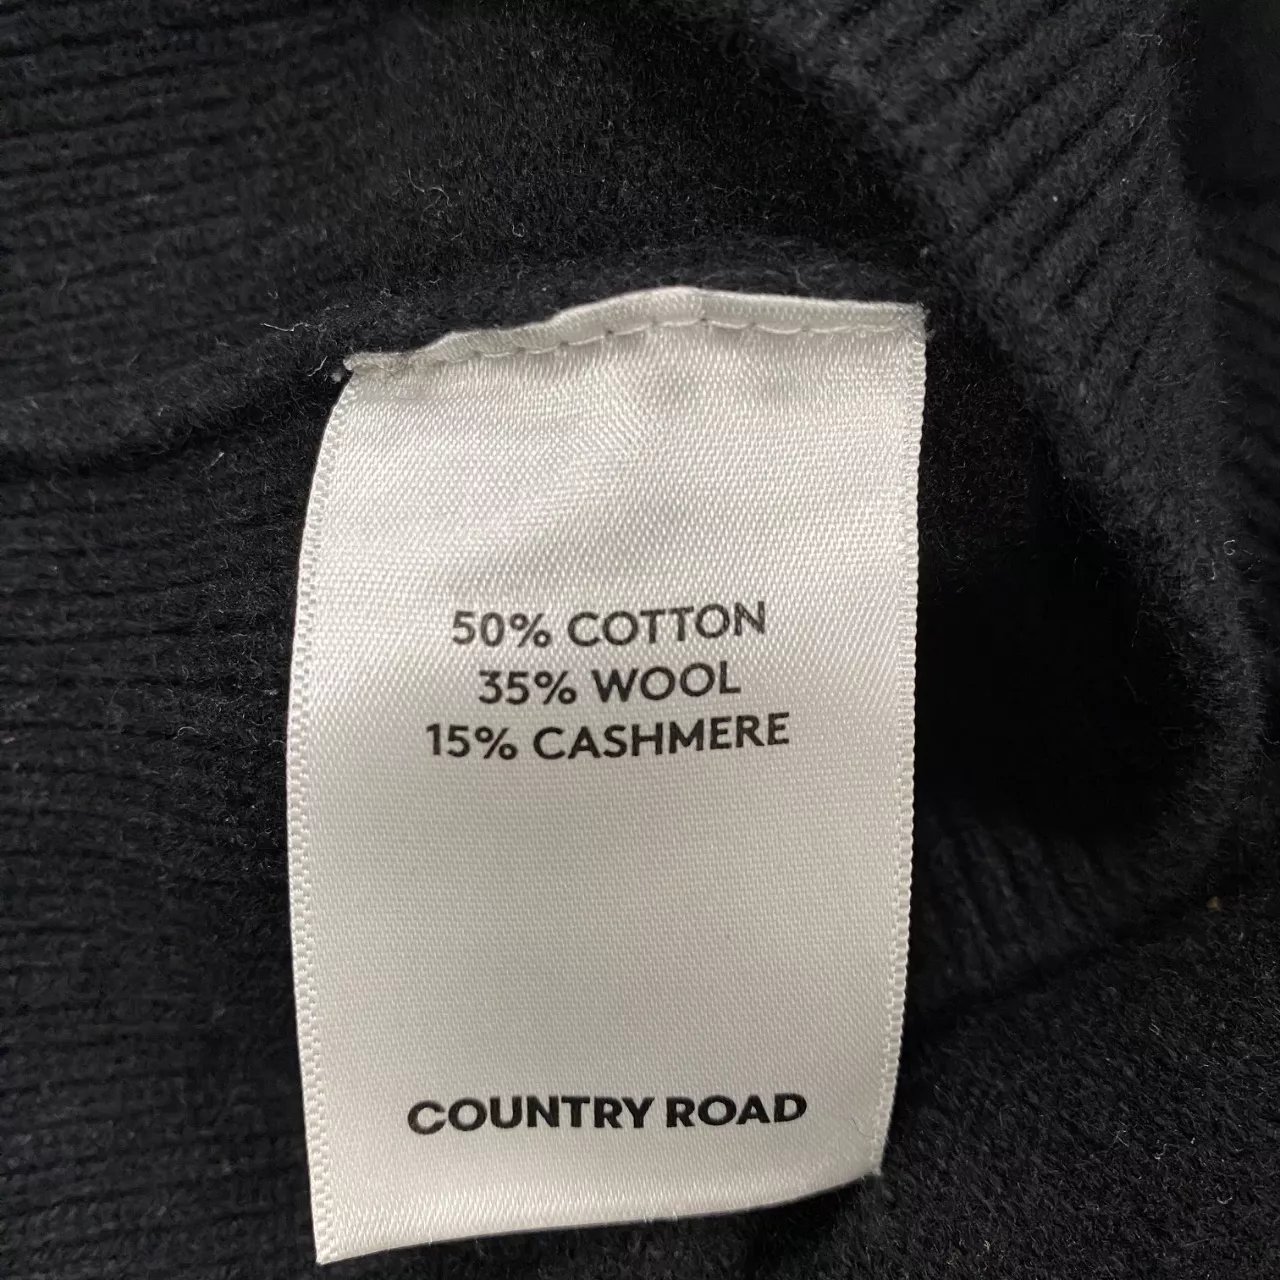 50% COTTON
35% WOOL
15% CASHMERE
COUNTRY ROAD